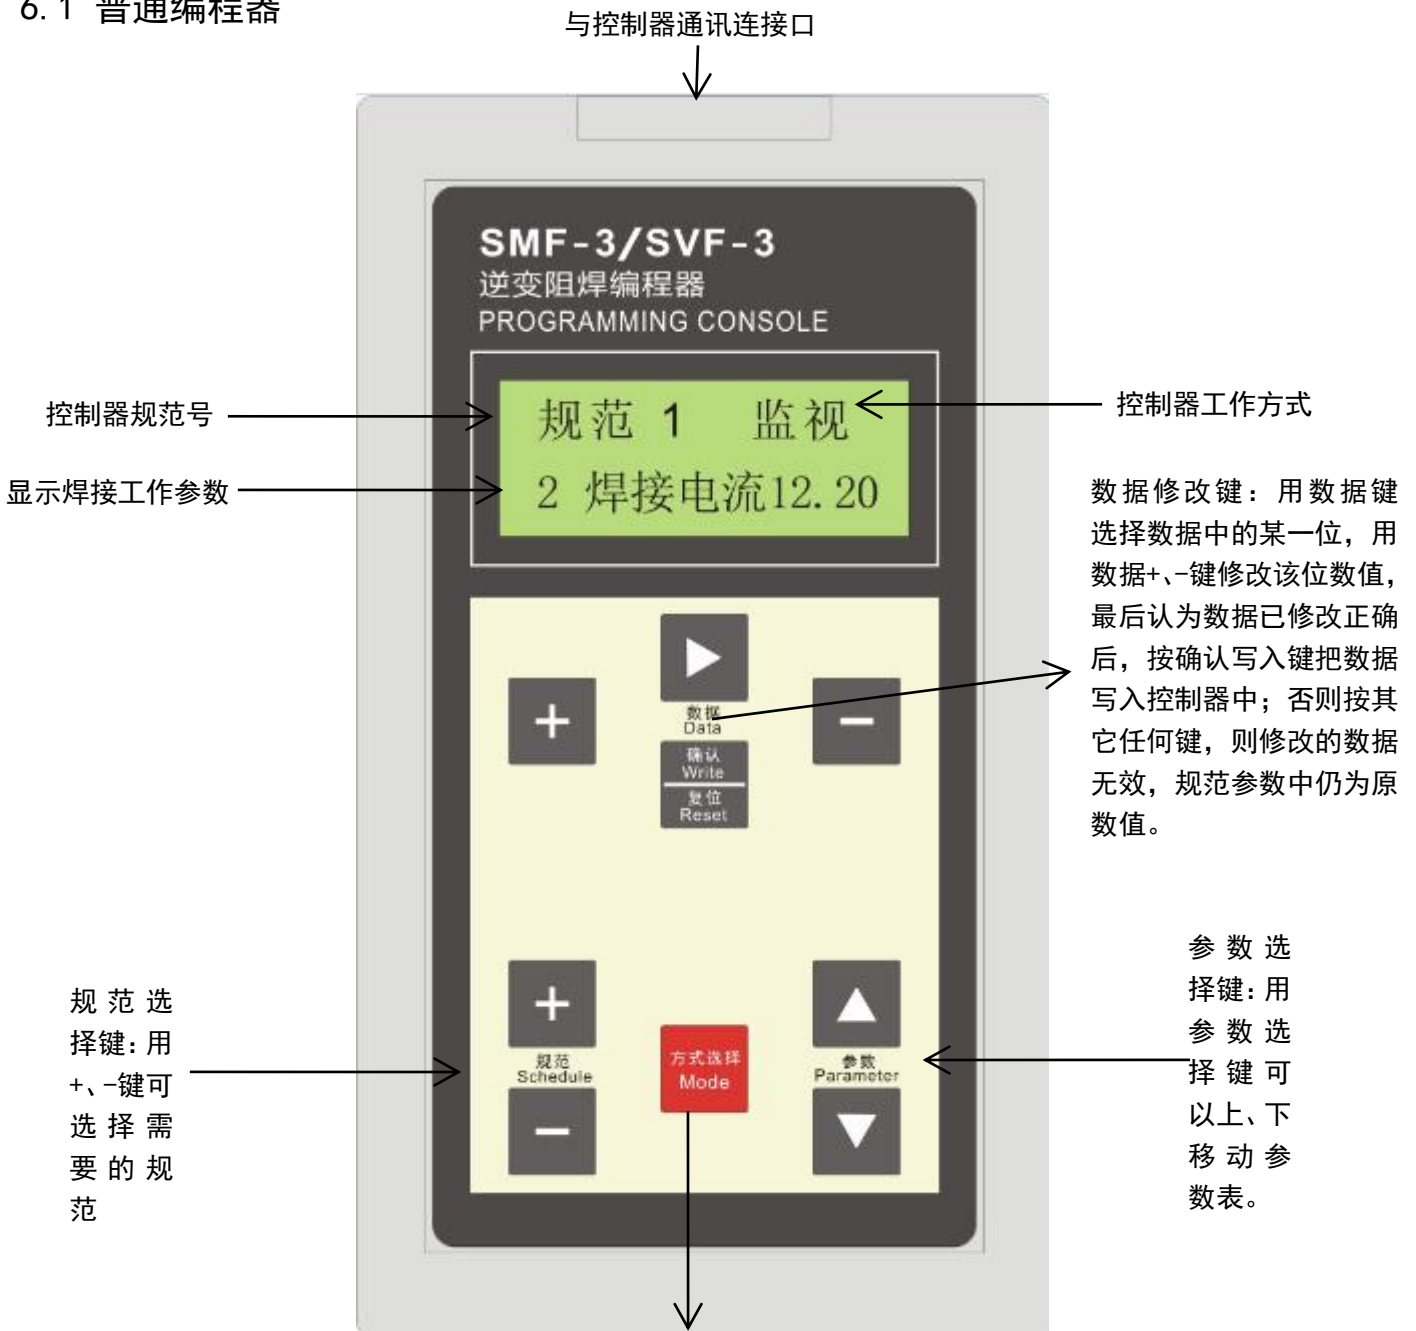 6.1 普通编程器
与控制器通讯连接口
SMF-3/SVF-3
逆变阻焊编程器
PROGRAMMING CONSOLE
控制器规范号
规范 1 监视
控制器工作方式
显示焊接工作参数
2 焊接电流12.20
数据修改键：用数据键
选择数据中的某一位，用
数据+、-键修改该位数值，
最后认为数据已修改正确
后，按确认写入键把数据
写入控制器中；否则按其
它任何键，则修改的数据
无效，规范参数中仍为原
数值。
+
数据
Data
-
确认
Write
复位
Reset
规范选
择键：用
+、-键可
选择需
要的规
范
+
规范
Schedule
-
方式选择
Mode
参数
Parameter
参数选
择键：用
参数选
择键可
以上、下
移动参
数表。